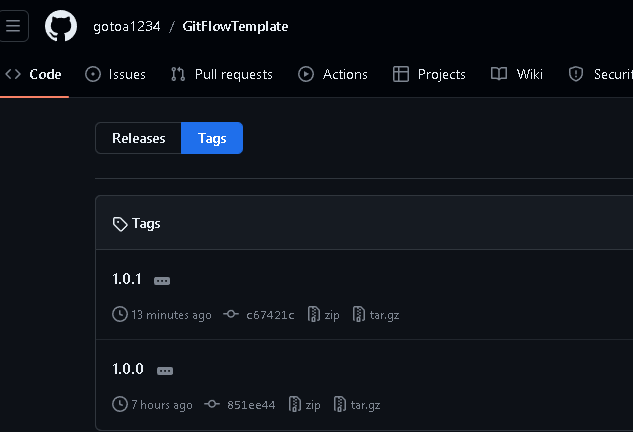 gotoa1234 / GitFlowTemplate
Code Issues Pull requests Actions Projects Wiki
Releases Tags
Tags
1.0.1
13 minutes ago c67421c zip tar.gz
1.0.0
7 hours ago 851ee44 zip tar.gz